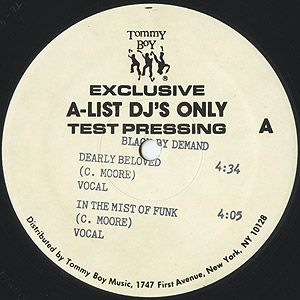 Tommy
BOY
®
EXCLUSIVE
A-LIST DJ'S ONLY
TEST PRESSING
A
BLACK BY DEMAND
DEARLY BELOVED
4:34
(C. MOORE)
VOCAL
IN THE MIST OF FUNK
4:05
(C. MOORE)
VOCAL
Distributed by Tommy Boy Music, 1747 First Avenue, New York, NY 10128